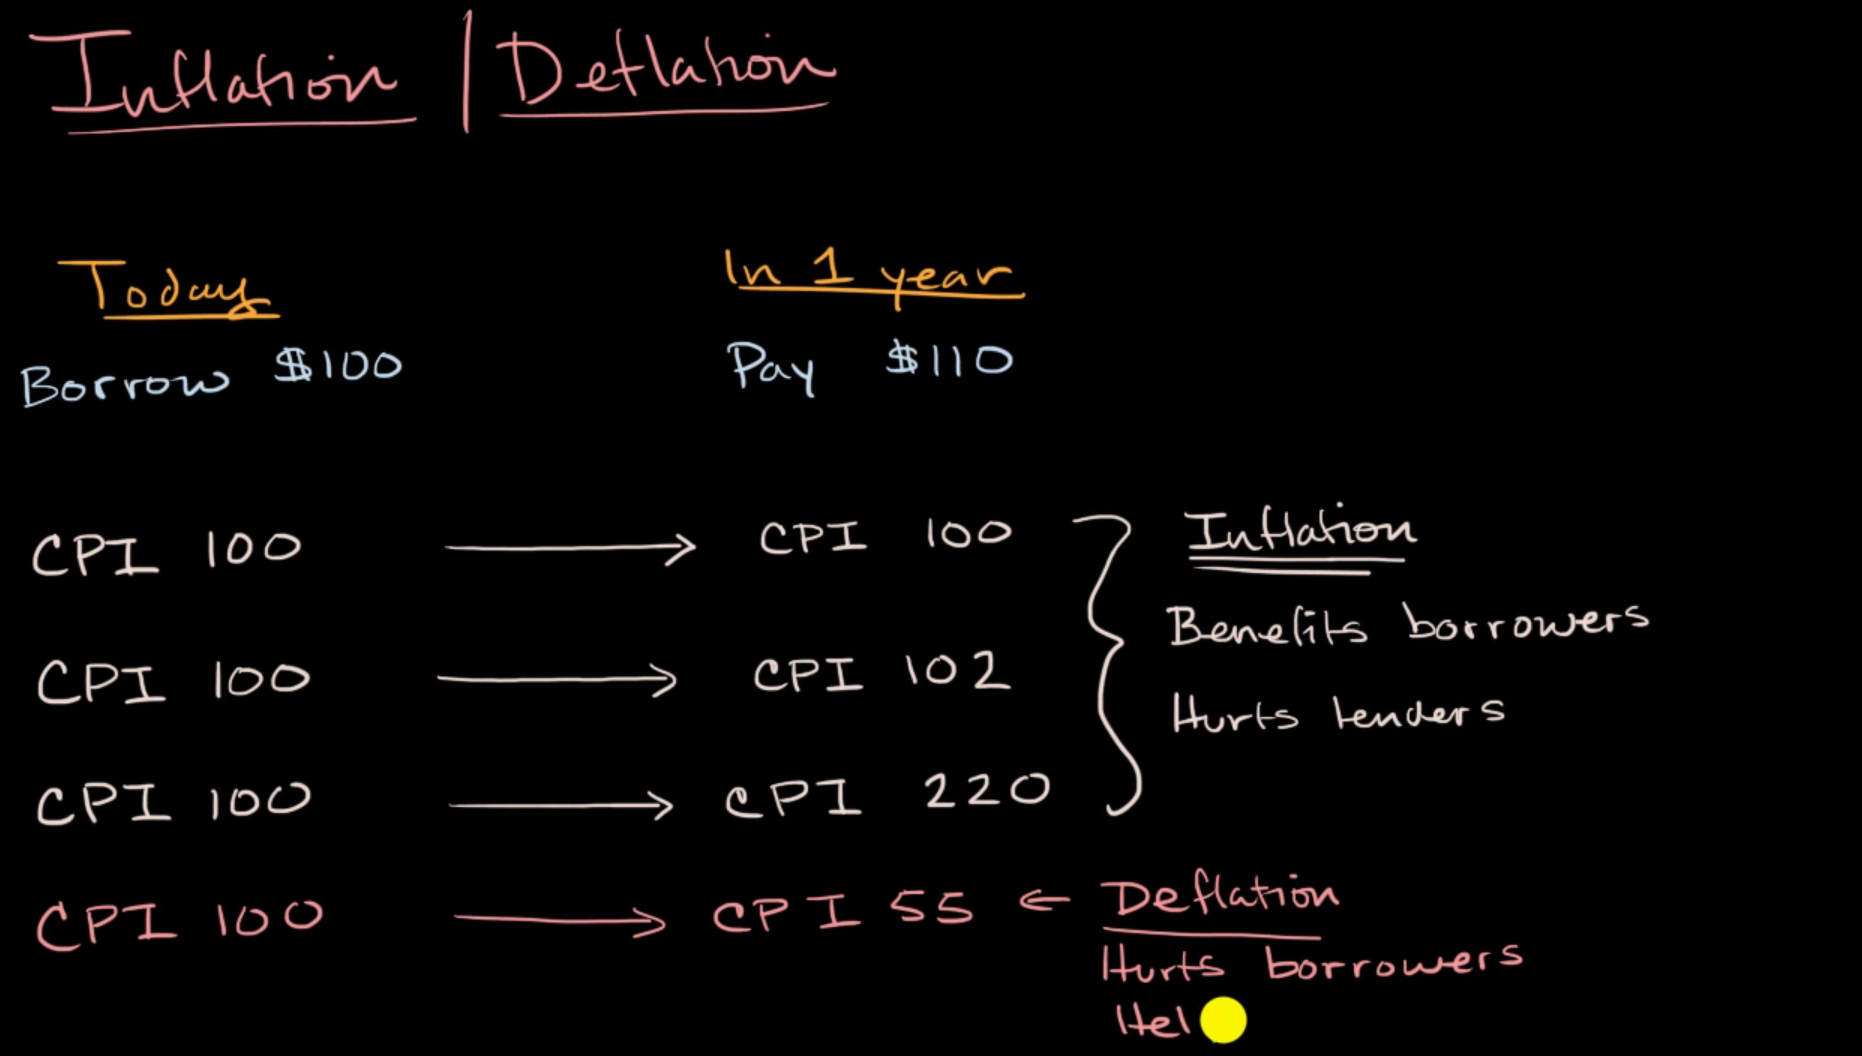 Inflation | Deflation
Today
In 1 year
Borrow $100
Pay $110
CPI 100 → CPI 100
CPI 100 → CPI 102
CPI 100 → CPI 220
Inflation
Benefits borrowers
Hurts lenders
CPI 100 → CPI 55 ← Deflation
Hurts borrowers
Hel